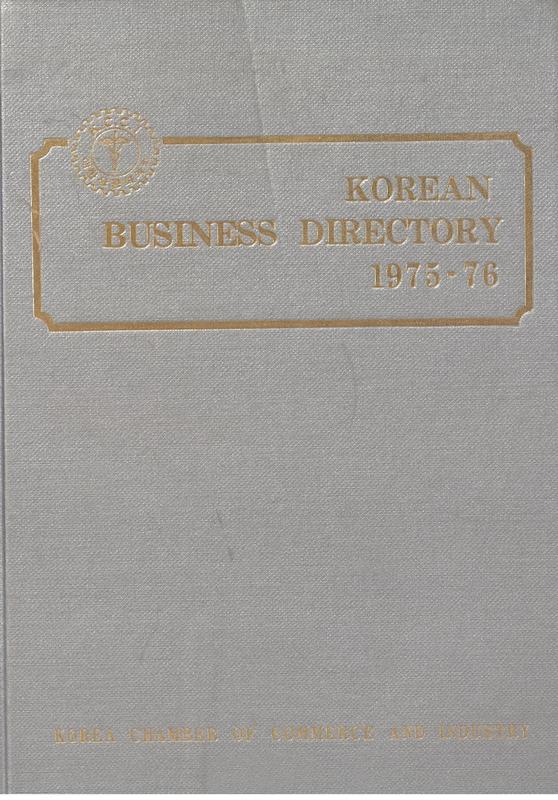 K C C I
KOREAN
BUSINESS DIRECTORY
1975-76
KOREA CHAMBER OF COMMERCE AND INDUSTRY